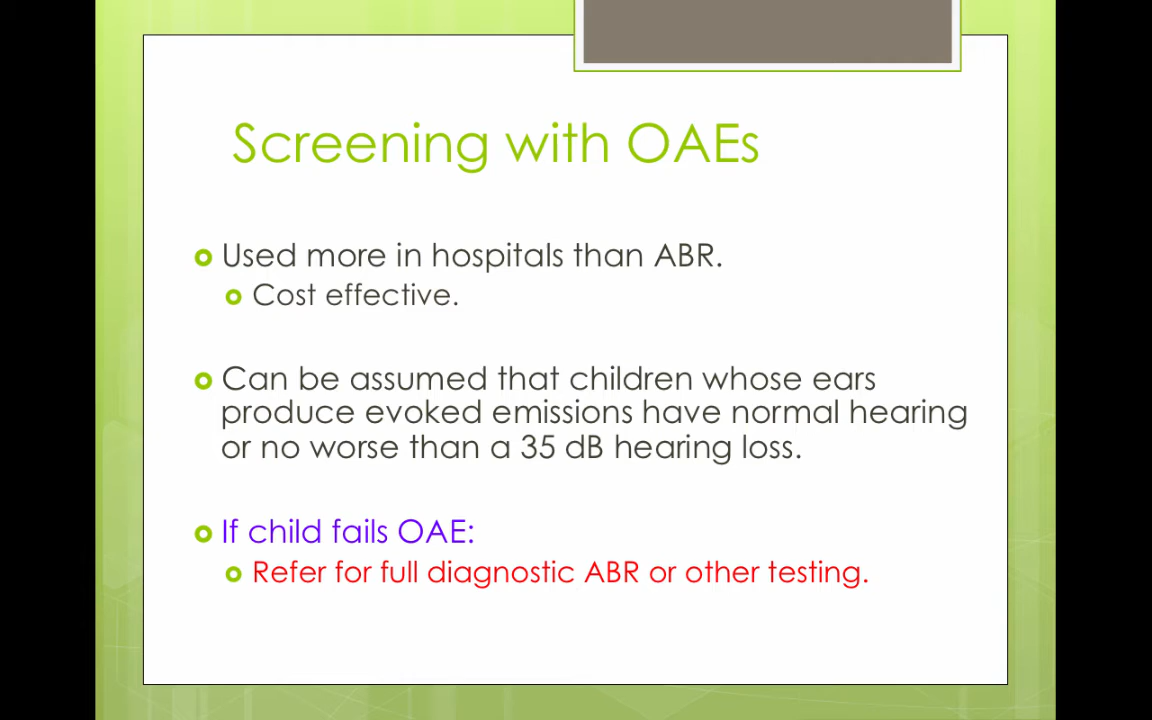 Screening with OAEs
Used more in hospitals than ABR.
Cost effective.
Can be assumed that children whose ears
produce evoked emissions have normal hearing
or no worse than a 35 dB hearing loss.
If child fails OAE:
Refer for full diagnostic ABR or other testing.